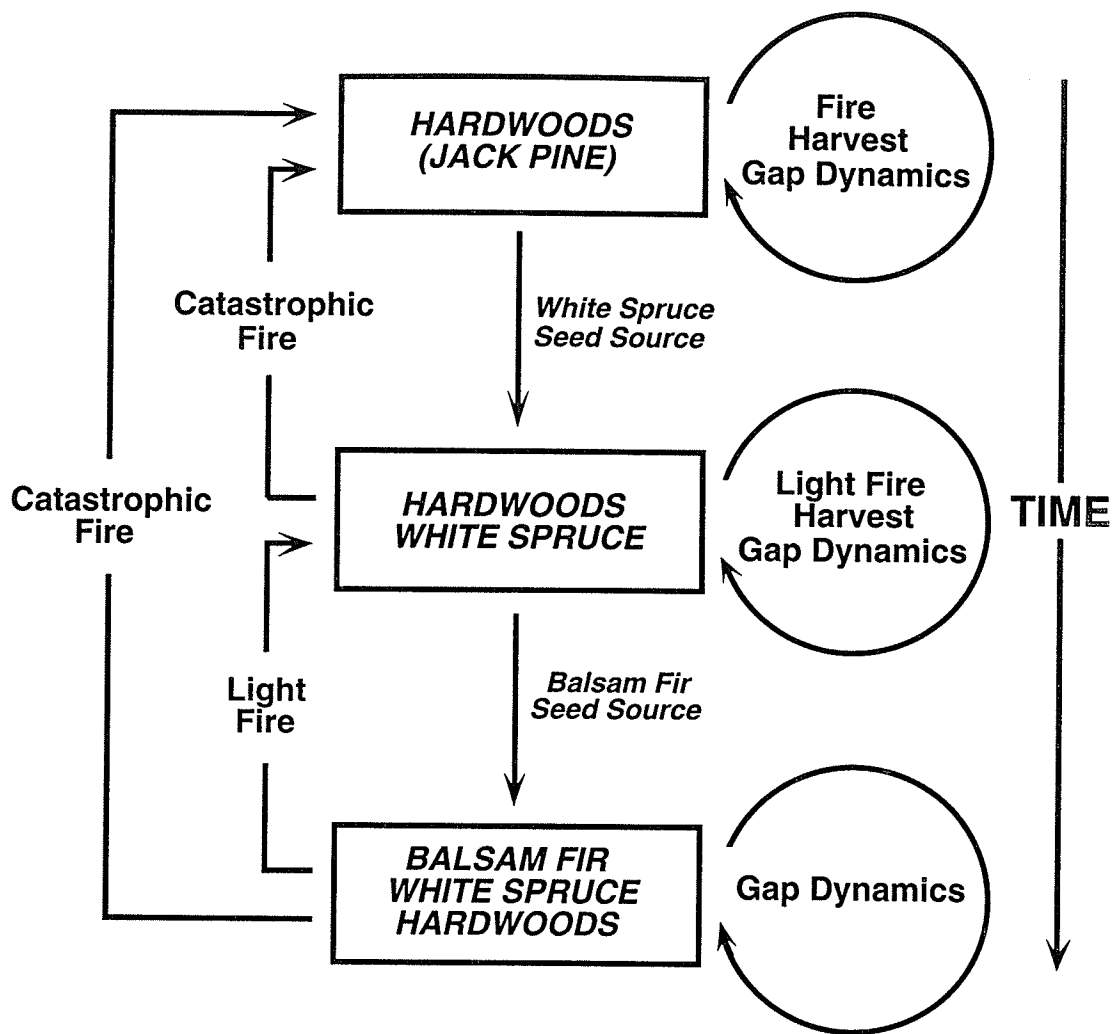 HARDWOODS
(JACK PINE)
Fire
Harvest
Gap Dynamics
Catastrophic
Fire
White Spruce
Seed Source
Catastrophic
Fire
HARDWOODS
WHITE SPRUCE
Light Fire
Harvest
Gap Dynamics
TIME
Light
Fire
Balsam Fir
Seed Source
BALSAM FIR
WHITE SPRUCE
HARDWOODS
Gap Dynamics